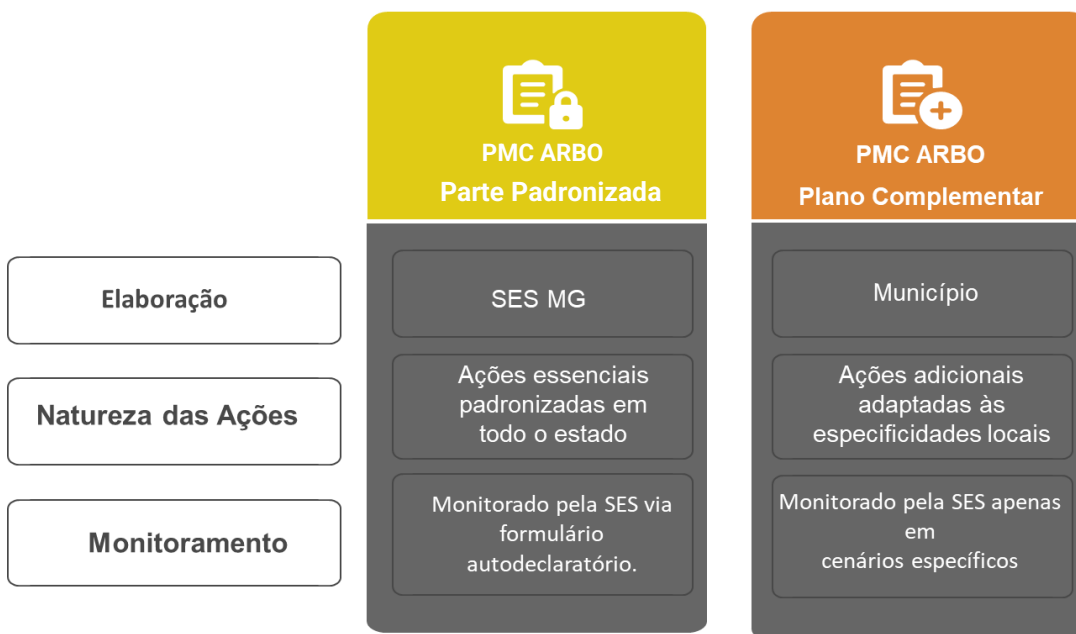 PMC ARBO
Parte Padronizada
PMC ARBO
Plano Complementar
Elaboração
SES MG
Município
Natureza das Ações
Ações essenciais
padronizadas em
todo o estado
Ações adicionais
adaptadas às
especificidades locais
Monitoramento
Monitorado pela SES via
formulário
autodeclaratório.
Monitorado pela SES apenas
em
cenários específicos